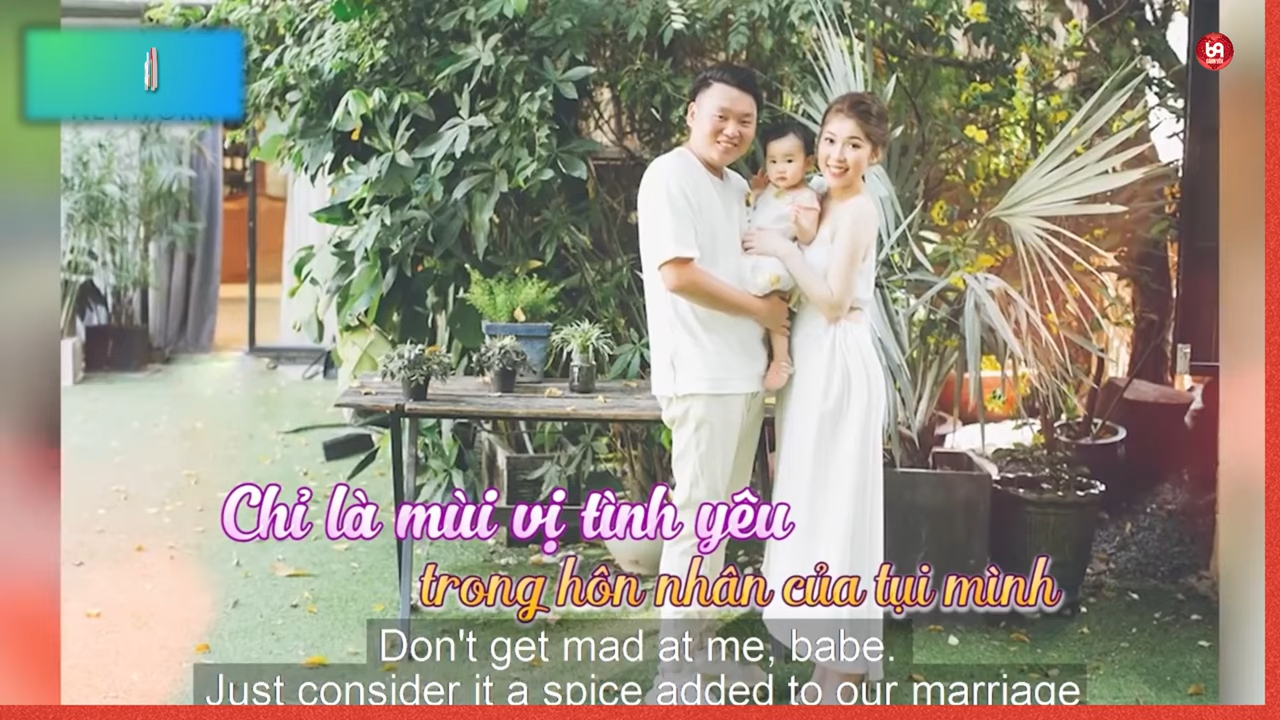 Chỉ là mùi vị tình yêu
trong hôn nhân của tụi mình
Don't get mad at me, babe.
Just consider it a spice added to our marriage